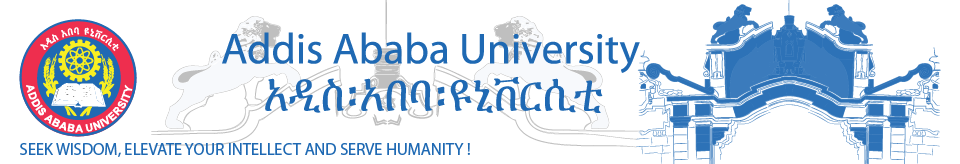 አዲስ አበባ ዩኒቨርሲቲ
ADDIS ABABA UNIVERSITY
Addis Ababa University
አዲስ፡አበባ፡ዩኒቨርሲቲ
SEEK WISDOM, ELEVATE YOUR INTELLECT AND SERVE HUMANITY !